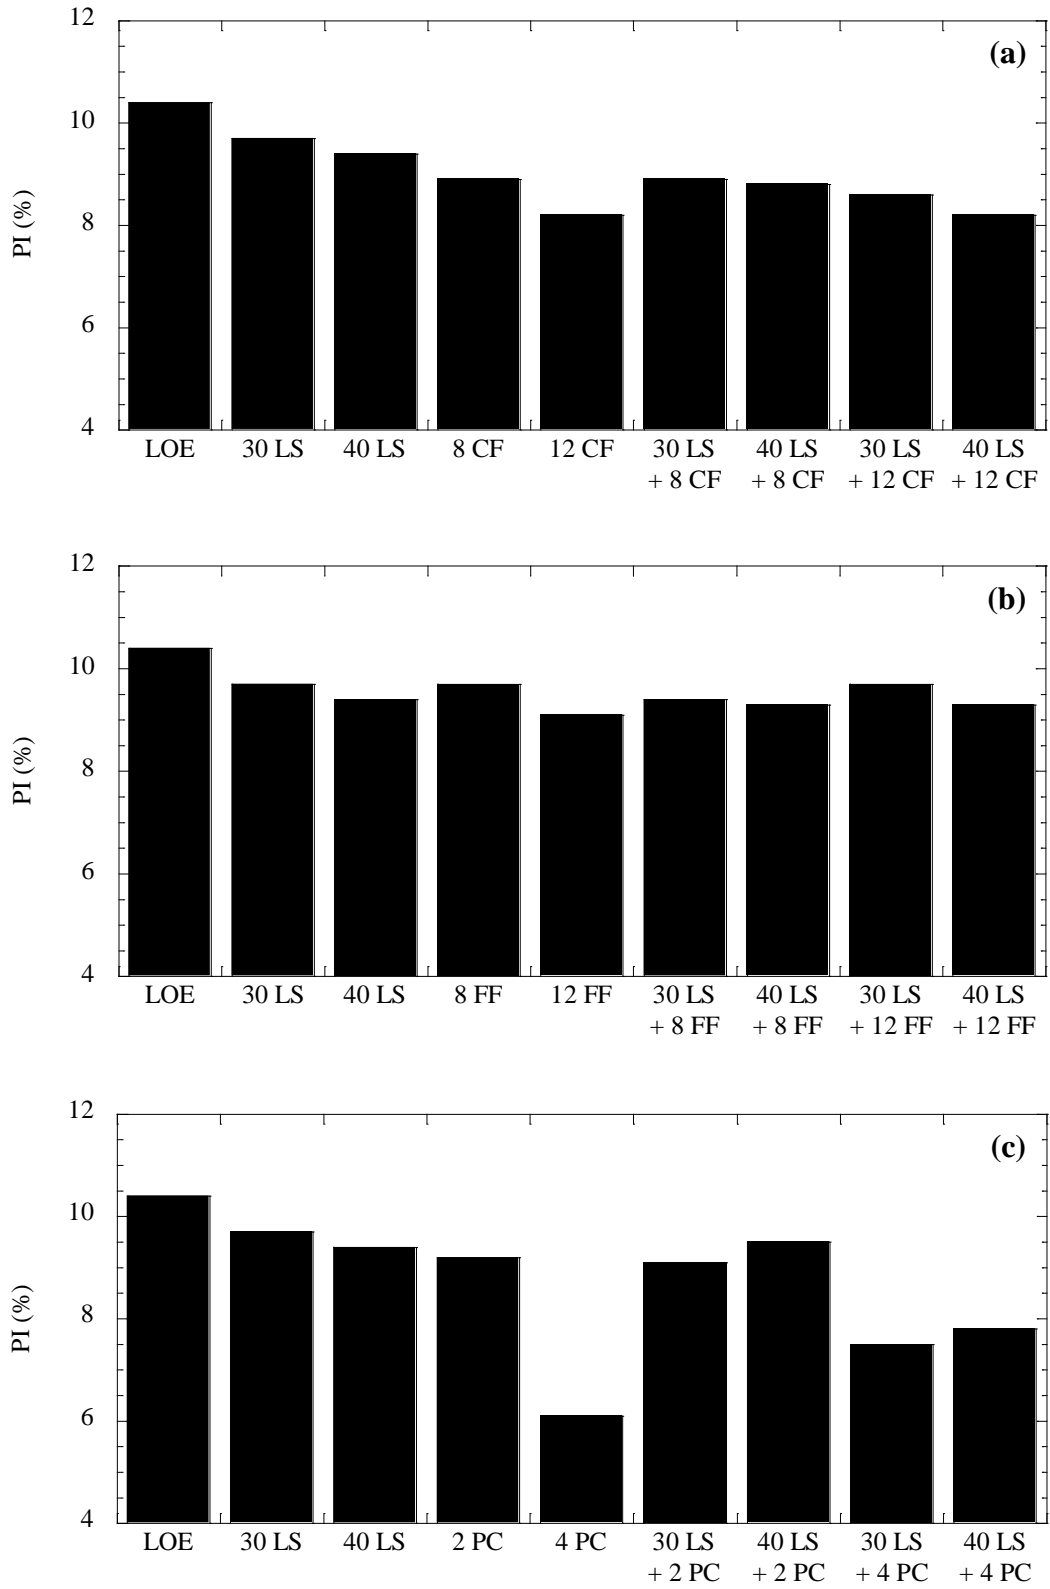 12
(a)
10
8
6
4
PI (%)
LOE 30 LS 40 LS 8 CF 12 CF 30 LS 40 LS 30 LS 40 LS
+ 8 CF + 8 CF + 12 CF + 12 CF
12
(b)
10
8
6
4
PI (%)
LOE 30 LS 40 LS 8 FF 12 FF 30 LS 40 LS 30 LS 40 LS
+ 8 FF + 8 FF + 12 FF + 12 FF
12
(c)
10
8
6
4
PI (%)
LOE 30 LS 40 LS 2 PC 4 PC 30 LS 40 LS 30 LS 40 LS
+ 2 PC + 2 PC + 4 PC + 4 PC